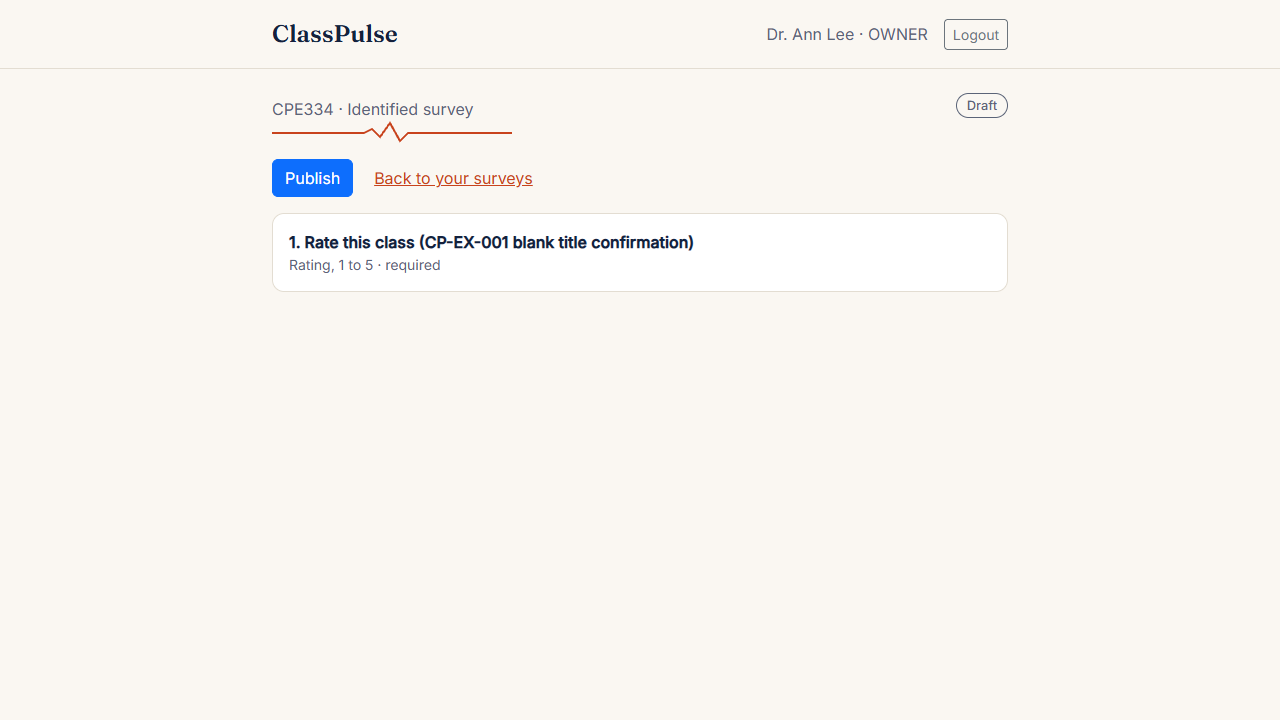 ClassPulse
Dr. Ann Lee · OWNER
Logout
CPE334 · Identified survey
Draft
Publish
Back to your surveys
1. Rate this class (CP-EX-001 blank title confirmation)
Rating, 1 to 5 · required